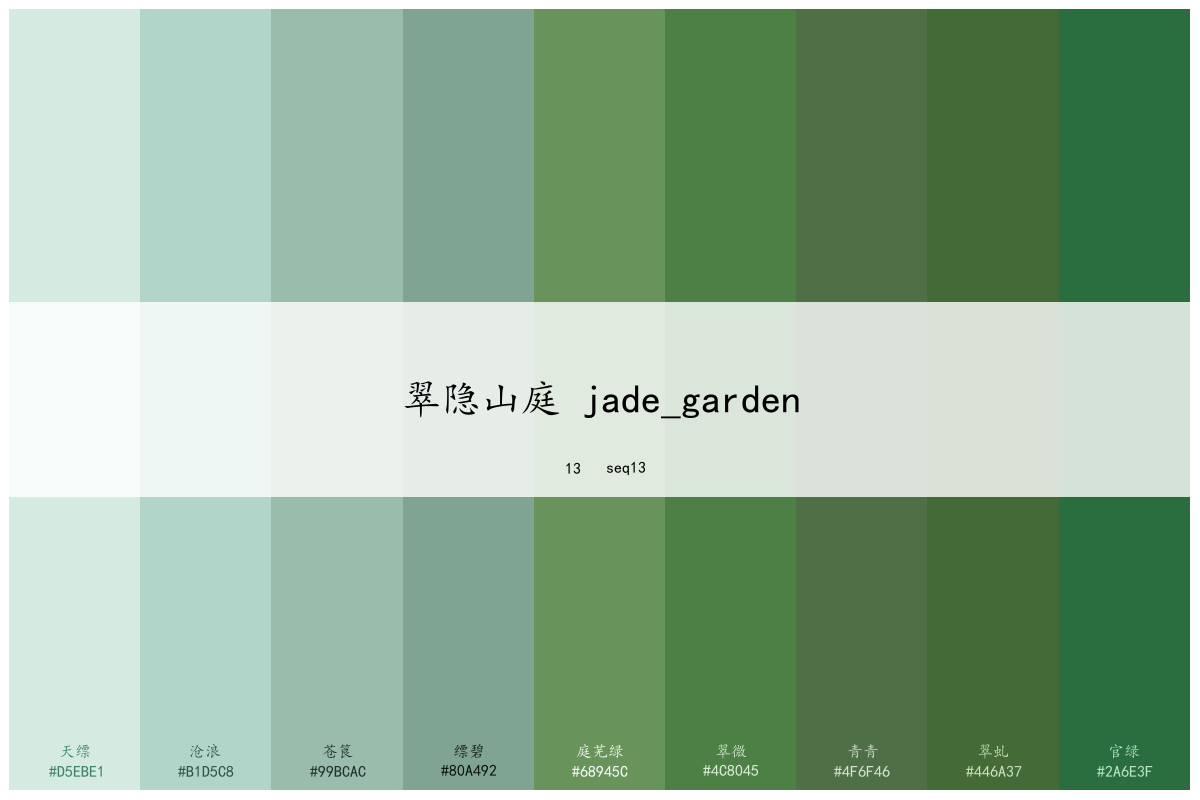 翠隐山庭 jade_garden
13 seq13
天缥 沧浪 苍筤 缥碧 庭芜绿 翠微 青青 翠虬 官绿
#D5EBE1 #B1D5C8 #99BCAC #80A492 #68945C #4C8045 #4F6F46 #446A37 #2A6E3F